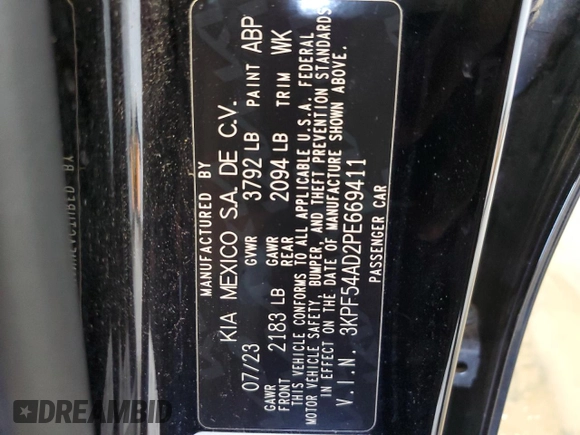 MANUFACTURED BY
KIA MEXICO S.A. DE C.V.
07/23 GVWR 3792 LB PAINT ABP
GAWR FRONT 2183 LB GAWR REAR 2094 LB TRIM WK
THIS VEHICLE CONFORMS TO ALL APPLICABLE U.S.A. FEDERAL
MOTOR VEHICLE SAFETY, BUMPER, AND THEFT PREVENTION STANDARDS
IN EFFECT ON THE DATE OF MANUFACTURE SHOWN ABOVE.
V.I.N. 3KPF54AD2PE669411
PASSENGER CAR
DREAMBID